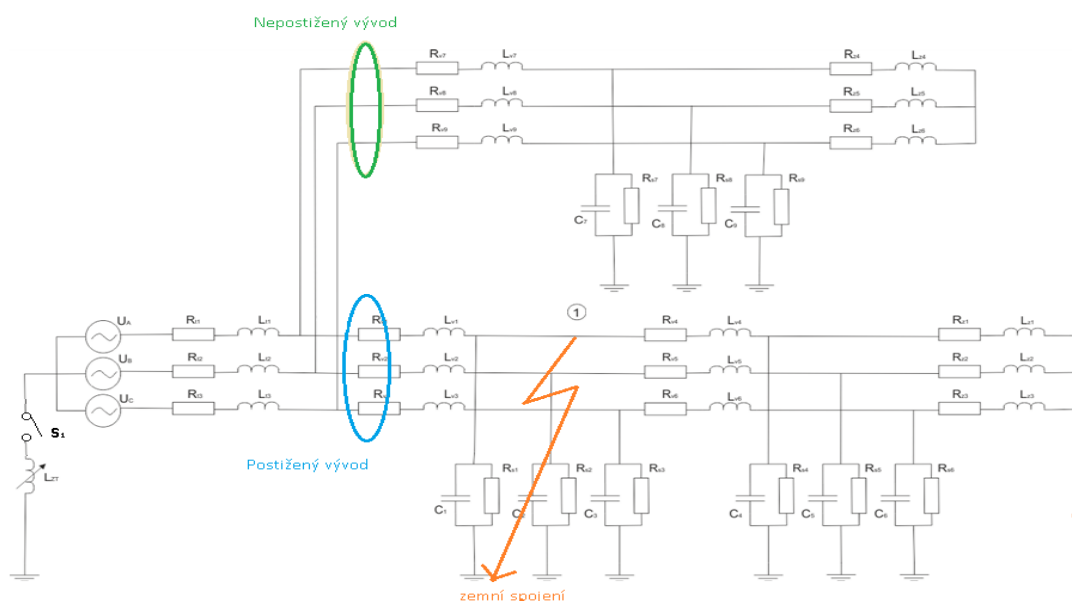 Nepostižený vývod
Rv7 Lv7 Rz4 Lz4
Rv8 Lv8 Rz5 Lz5
Rv9 Lv9 Rz6 Lz6
Rs7 Rs8 Rs9
C7 C8 C9
1
UA Rt1 Lt1 Lv1 Rv4 Lv4 Rz1 Lz1
UB Rt2 Lt2 Rv2 Lv2 Rv5 Lv5 Rz2 Lz2
UC Rt3 Lt3 Lv3 Rv6 Lv6 Rz3 Lz3
S1
Postižený vývod
LZT
Rs1 Rs2 Rs3 Rs4 Rs5 Rs6
C1 C3 C4 C5 C6
zemní spojení